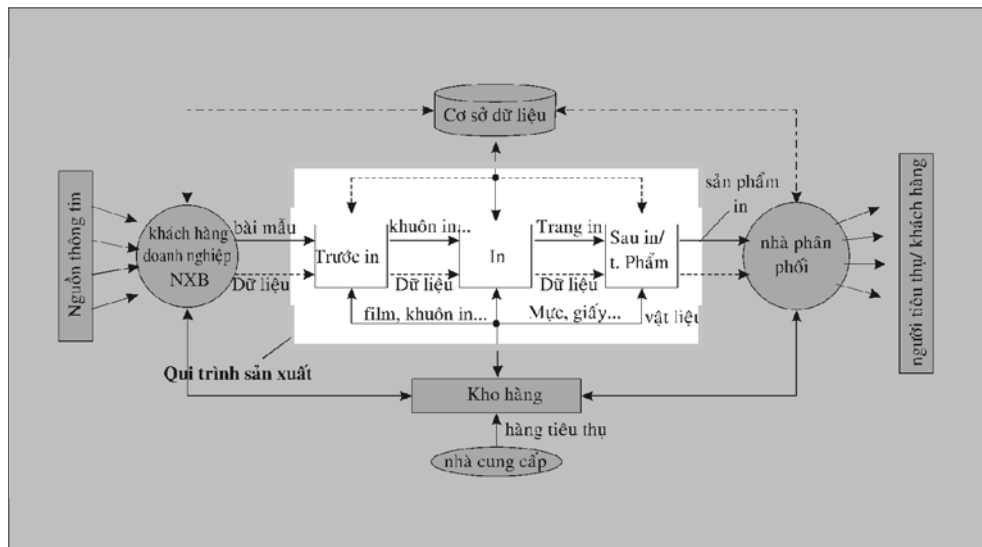 Cơ sở dữ liệu
Nguồn thông tin
khách hàng
doanh nghiệp
NXB
bài mẫu
Dữ liệu
Trước in
khuôn in...
Dữ liệu
In
Trang in
Dữ liệu
Sau in/
t. Phẩm
sản phẩm
in
nhà phân
phối
người tiêu thụ/ khách hàng
film, khuôn in...
Mực, giấy...
vật liệu
Qui trình sản xuất
Kho hàng
hàng tiêu thụ
nhà cung cấp